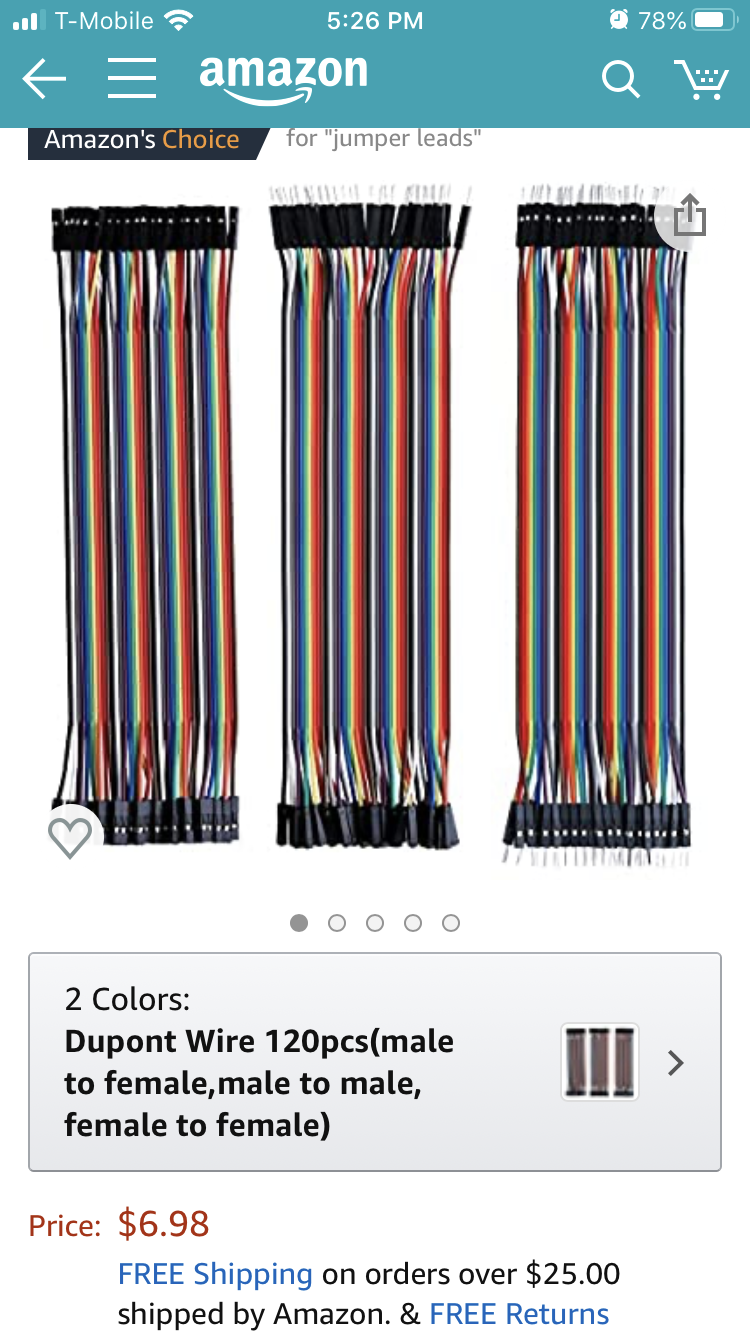 T-Mobile 5:26 PM 78%
amazon
Amazon's Choice for "jumper leads"
2 Colors:
Dupont Wire 120pcs(male
to female,male to male,
female to female)
Price: $6.98
FREE Shipping on orders over $25.00
shipped by Amazon. & FREE Returns